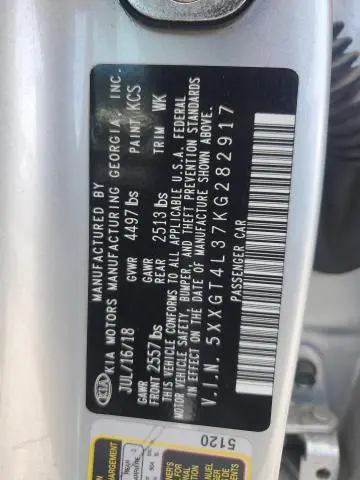 MANUFACTURED BY
KIA KIA MOTORS MANUFACTURING GEORGIA, INC.
JUL/16/18 GVWR 4497lbs PAINT KCS
GAWR FRONT 2557lbs GAWR REAR 2513lbs TRIM WK
THIS VEHICLE CONFORMS TO ALL APPLICABLE U.S.A. FEDERAL
MOTOR VEHICLE SAFETY, BUMPER, AND THEFT PREVENTION STANDARDS
IN EFFECT ON THE DATE OF MANUFACTURE SHOWN ABOVE.
V.I.N. 5XXGT4L37KG282917
PASSENGER CAR
5120